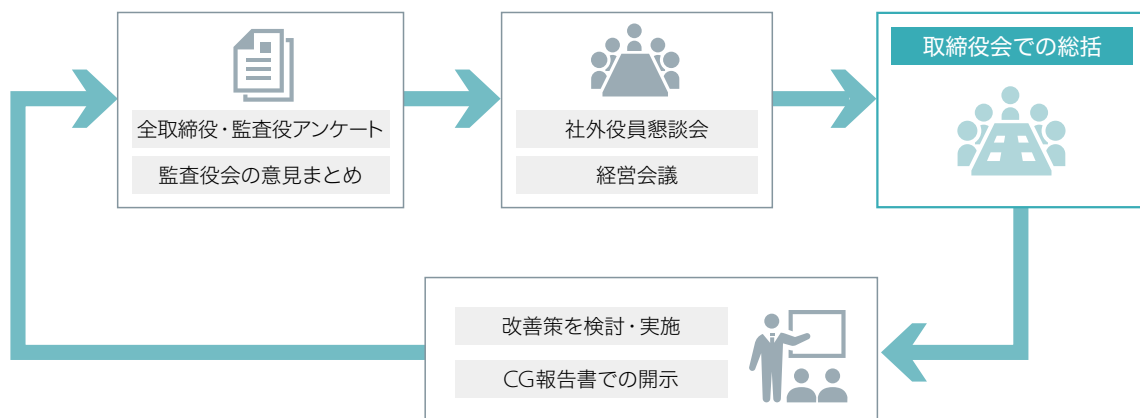 全取締役・監査役アンケート
監査役会の意見まとめ
社外役員懇談会
経営会議
取締役会での総括
改善策を検討・実施
CG報告書での開示